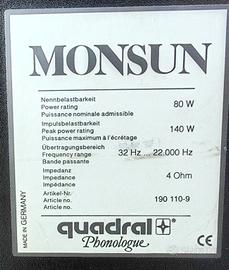 MONSUN
Nennbelastbarkeit
Power rating 80 W
Puissance nominale admissible
Impulsbelastbarkeit
Peak power rating 140 W
Puissance maximum à l'écrêtage
Übertragungsbereich
Frequency range 32 Hz ... 22.000 Hz
Bande passante
Impedanz
Impedance 4 Ohm
Impédance
Artikel-Nr.
Article no. 190 110-9
Article no.
MADE IN GERMANY
quadral
Phonologue
CE